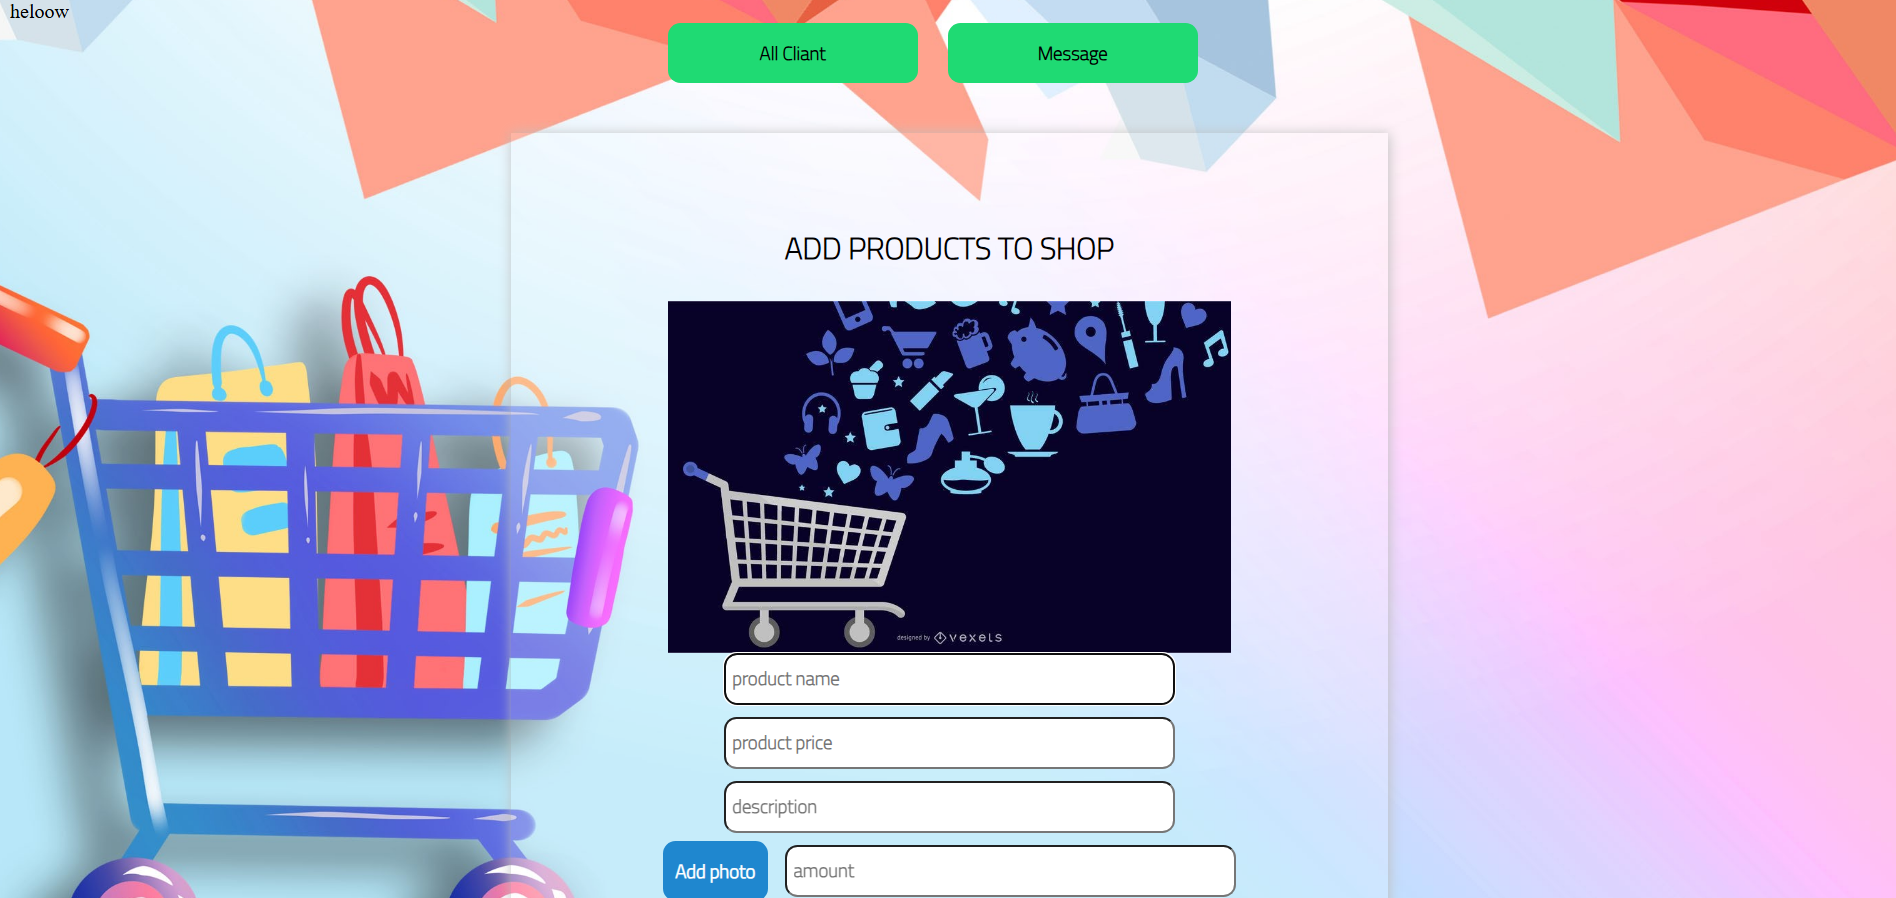 heloow
All Cliant
Message
ADD PRODUCTS TO SHOP
designed by vexels
product name
product price
description
Add photo
amount